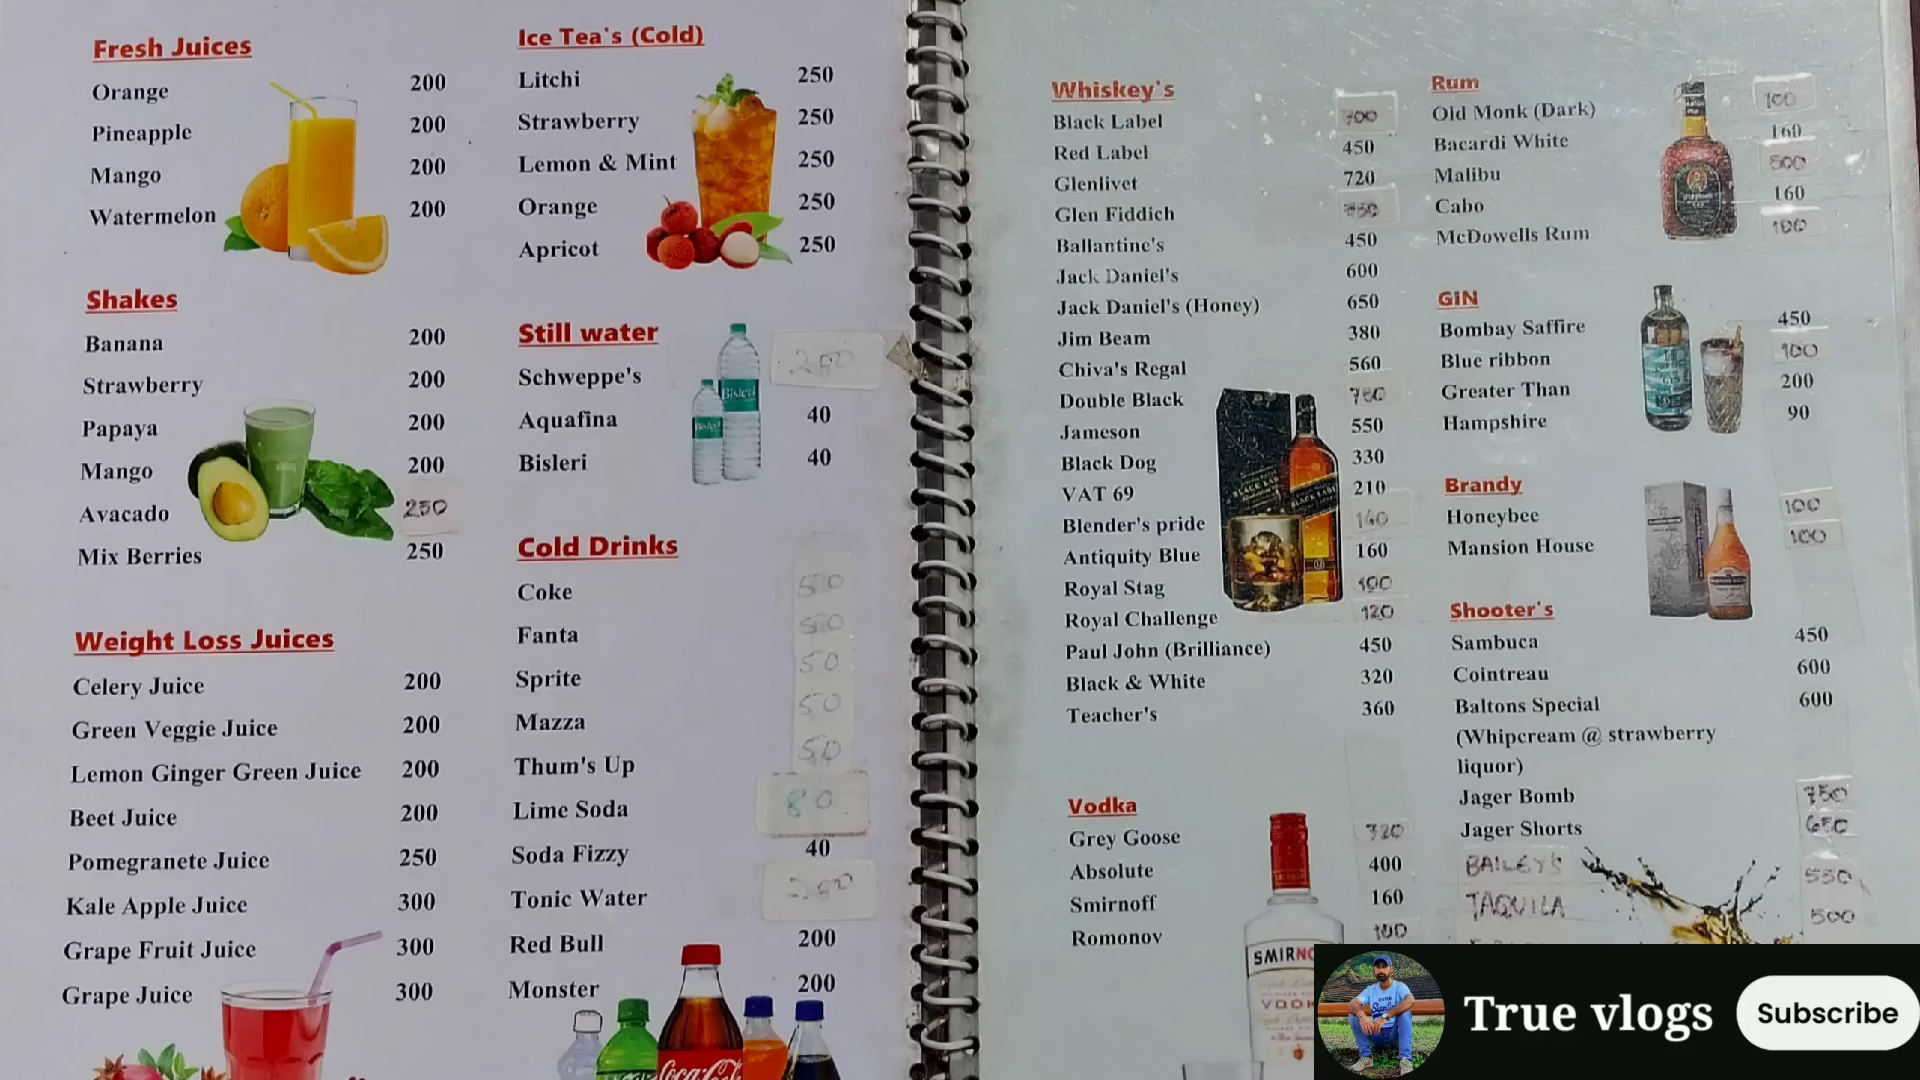 Fresh Juices
Orange 200
Pineapple 200
Mango 200
Watermelon 200
Shakes
Banana 200
Strawberry 200
Papaya 200
Mango 200
Avacado 250
Mix Berries 250
Weight Loss Juices
Celery Juice 200
Green Veggie Juice 200
Lemon Ginger Green Juice 200
Beet Juice 200
Pomegranete Juice 250
Kale Apple Juice 300
Grape Fruit Juice 300
Grape Juice 300
Ice Tea's (Cold)
Litchi 250
Strawberry 250
Lemon & Mint 250
Orange 250
Apricot 250
Still water
Schweppe's
Aquafina 40
Bisleri 40
Bisleri
Cold Drinks
Coke 50
Fanta 50
Sprite 50
Mazza 50
Thum's Up 50
Lime Soda 80
Soda Fizzy 40
Tonic Water
Red Bull 200
Monster 200
Coca-Cola
Whiskey's
Black Label
Red Label 450
Glenlivet 720
Glen Fiddich
Ballantine's 450
Jack Daniel's 600
Jack Daniel's (Honey) 650
Jim Beam 380
Chiva's Regal 560
Double Black
Jameson 550
Black Dog 330
VAT 69 210
Blender's pride
Antiquity Blue 160
Royal Stag 100
Royal Challenge 120
Paul John (Brilliance) 450
Black & White 320
Teacher's 360
BLACK LABEL
Vodka
Grey Goose
Absolute 400
Smirnoff 160
Romonov 100
SMIRNO
VODK
Rum
Old Monk (Dark) 100
Bacardi White 160
Malibu
Cabo 160
McDowells Rum 100
GiN
Bombay Saffire 450
Blue ribbon 100
Greater Than 200
Hampshire 90
Brandy
Honeybee 100
Mansion House 100
Shooter's
Sambuca 450
Cointreau 600
Baltons Special 600
(Whipcream @ strawberry
liquor)
Jager Bomb 750
Jager Shorts 650
BAILEY'S 550
TAQUILA 500
True vlogs
Subscribe